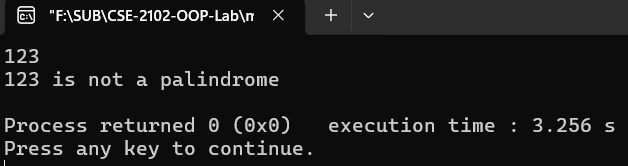 "F:\SUB\CSE-2102-OOP-Lab\m
123
123 is not a palindrome
Process returned 0 (0x0)   execution time : 3.256 s
Press any key to continue.